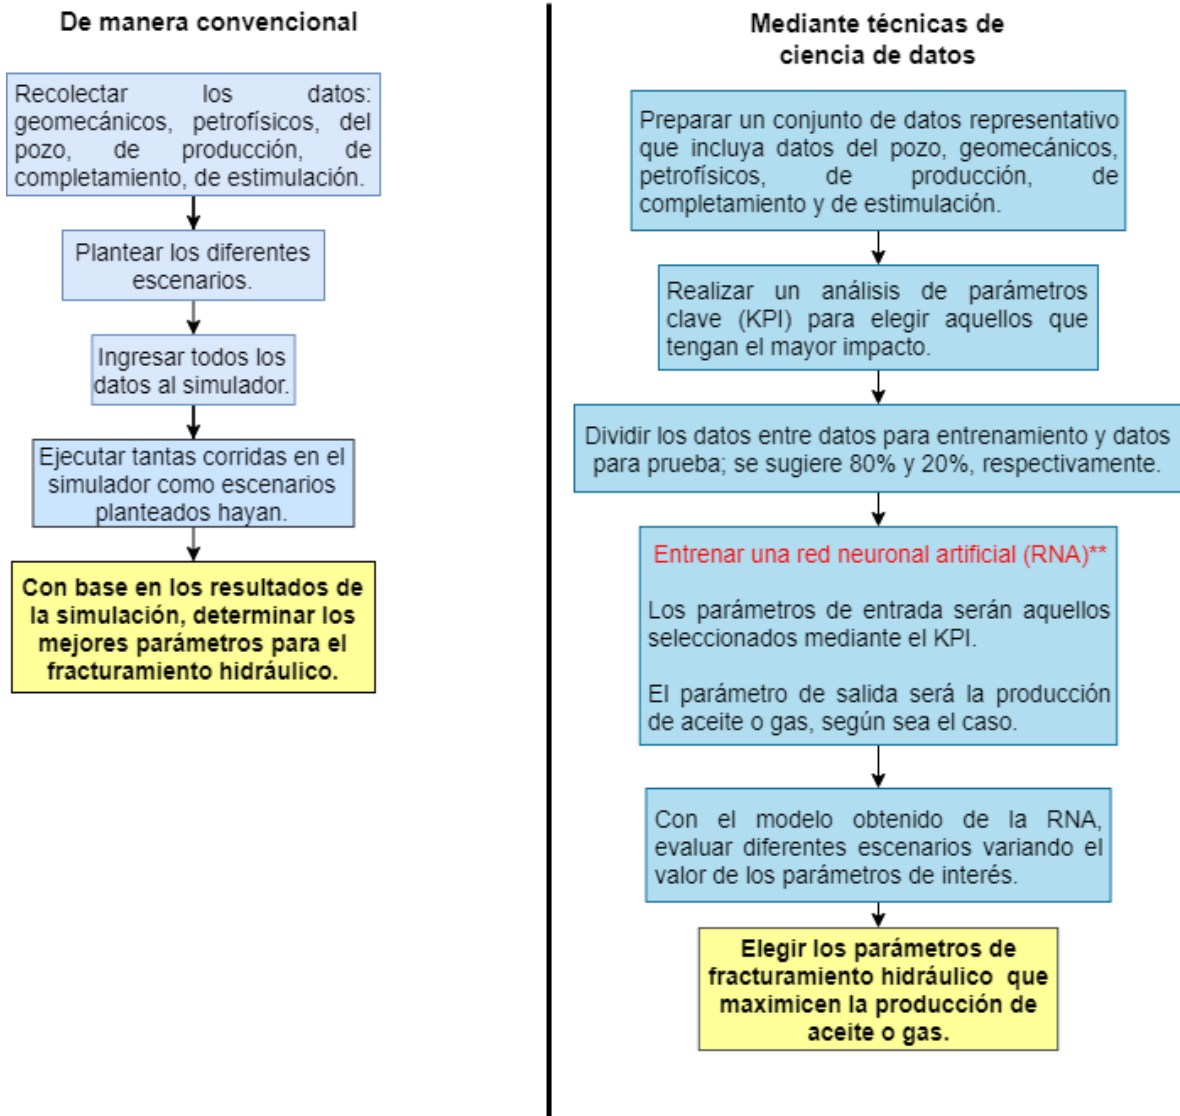 De manera convencional
Recolectar los datos:
geomecánicos, petrofísicos, del
pozo, de producción, de
completamiento, de estimulación.
Plantear los diferentes
escenarios.
Ingresar todos los
datos al simulador.
Ejecutar tantas corridas en el
simulador como escenarios
planteados hayan.
Con base en los resultados de
la simulación, determinar los
mejores parámetros para el
fracturamiento hidráulico.
Mediante técnicas de
ciencia de datos
Preparar un conjunto de datos representativo
que incluya datos del pozo, geomecánicos,
petrofísicos, de producción, de
completamiento y de estimulación.
Realizar un análisis de parámetros
clave (KPI) para elegir aquellos que
tengan el mayor impacto.
Dividir los datos entre datos para entrenamiento y datos
para prueba; se sugiere 80% y 20%, respectivamente.
Entrenar una red neuronal artificial (RNA)**
Los parámetros de entrada serán aquellos
seleccionados mediante el KPI.
El parámetro de salida será la producción
de aceite o gas, según sea el caso.
Con el modelo obtenido de la RNA,
evaluar diferentes escenarios variando el
valor de los parámetros de interés.
Elegir los parámetros de
fracturamiento hidráulico que
maximicen la producción de
aceite o gas.